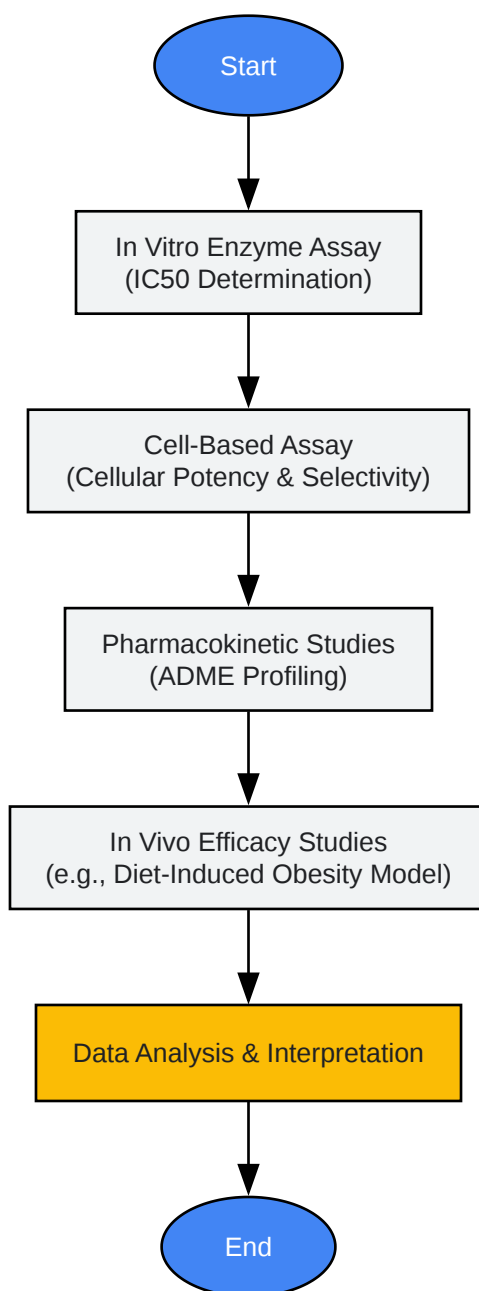 Start
In Vitro Enzyme Assay
(IC50 Determination)
Cell-Based Assay
(Cellular Potency & Selectivity)
Pharmacokinetic Studies
(ADME Profiling)
In Vivo Efficacy Studies
(e.g., Diet-Induced Obesity Model)
Data Analysis & Interpretation
End